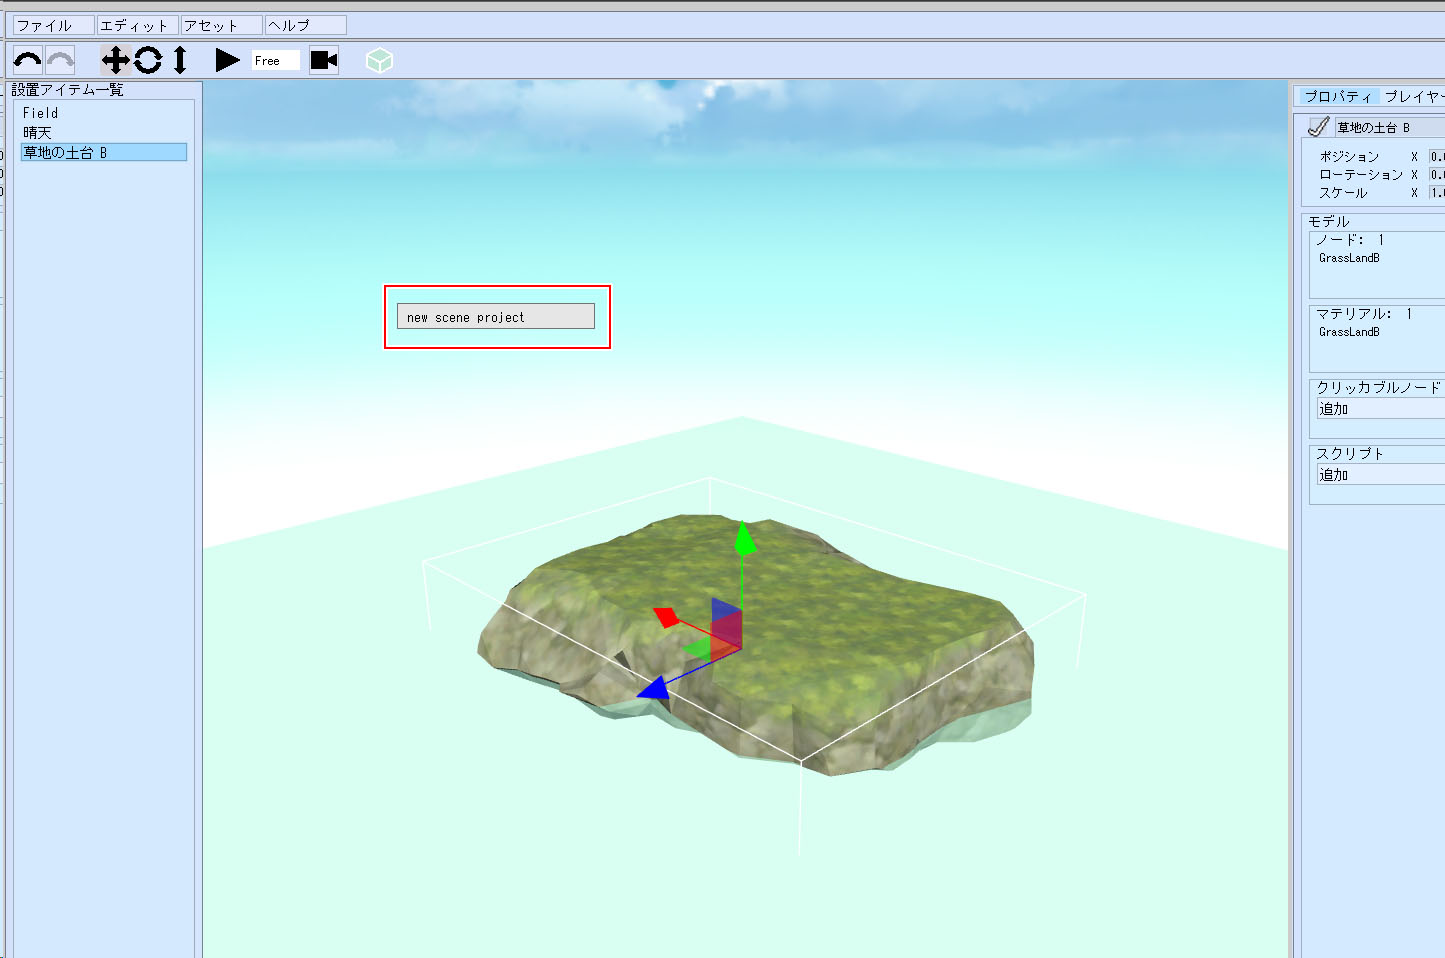 ファイル エディット アセット ヘルプ
Free
設置アイテム一覧
Field
晴天
草地の土台 B
new scene project
プロパティ プレイヤー
草地の土台 B
ポジション X 0.
ローテーション X 0.
スケール X 1.
モデル
ノード: 1
GrassLandB
マテリアル: 1
GrassLandB
クリッカブルノード
追加
スクリプト
追加